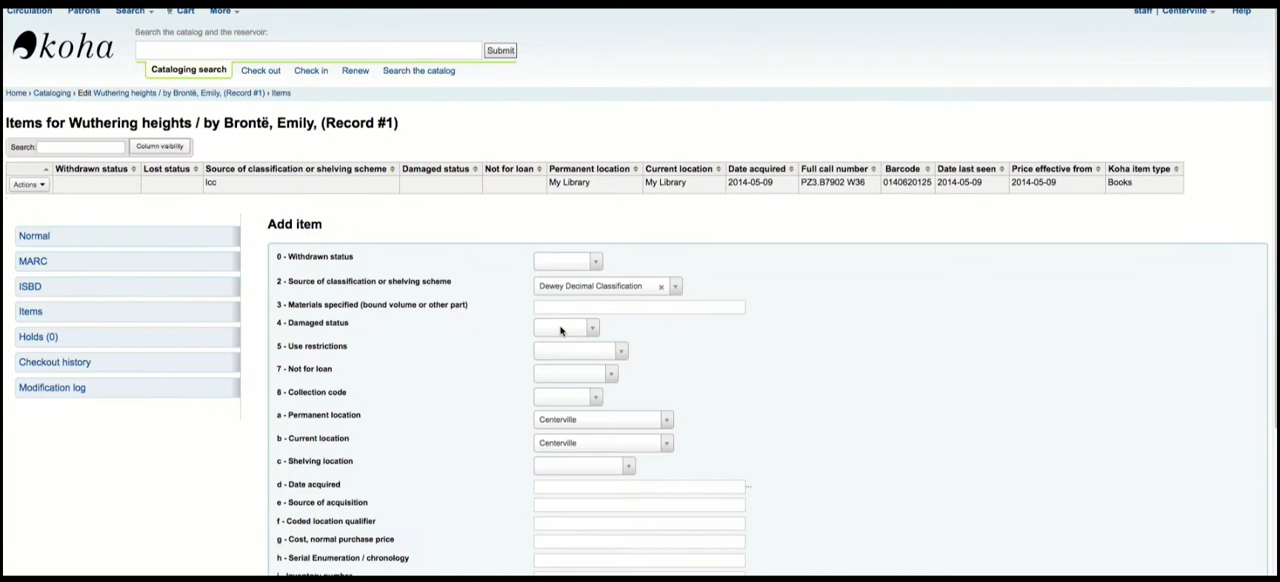 Circulation Patrons Search Cart More staff | Centerville Help
koha
Search the catalog and the reservoir:
Submit
Cataloging search Check out Check in Renew Search the catalog
Home › Cataloging › Edit Wuthering heights / by Brontë, Emily, (Record #1) › Items
Items for Wuthering heights / by Brontë, Emily, (Record #1)
Search: Column visibility
Withdrawn status Lost status Source of classification or shelving scheme Damaged status Not for loan Permanent location Current location Date acquired Full call number Barcode Date last seen Price effective from Koha item type
Actions lcc My Library My Library 2014-05-09 PZ3.B7902 W36 0140620125 2014-05-09 2014-05-09 Books
Normal
MARC
ISBD
Items
Holds (0)
Checkout history
Modification log
Add item
0 - Withdrawn status
2 - Source of classification or shelving scheme Dewey Decimal Classification x
3 - Materials specified (bound volume or other part)
4 - Damaged status
5 - Use restrictions
7 - Not for loan
8 - Collection code
a - Permanent location Centerville
b - Current location Centerville
c - Shelving location
d - Date acquired ...
e - Source of acquisition
f - Coded location qualifier
g - Cost, normal purchase price
h - Serial Enumeration / chronology